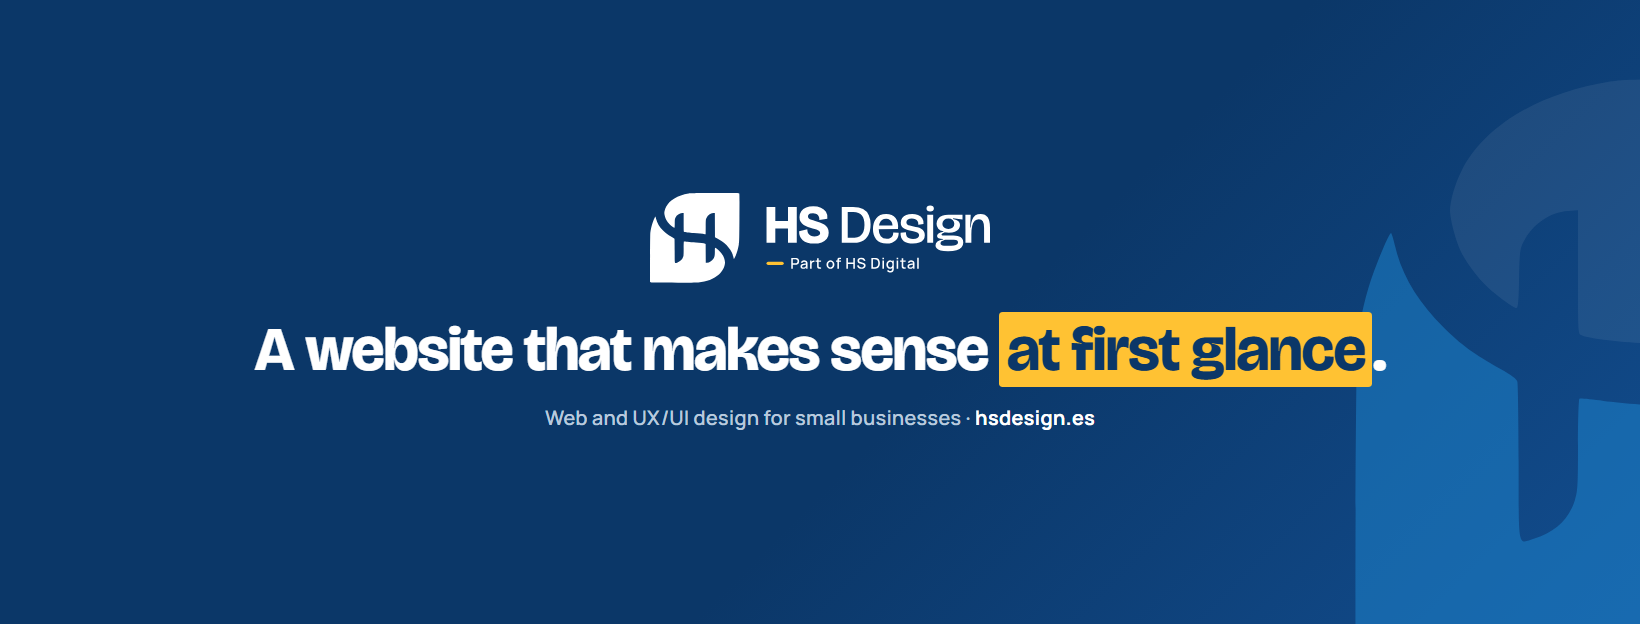 HS Design
Part of HS Digital
A website that makes sense at first glance.
Web and UX/UI design for small businesses · hsdesign.es